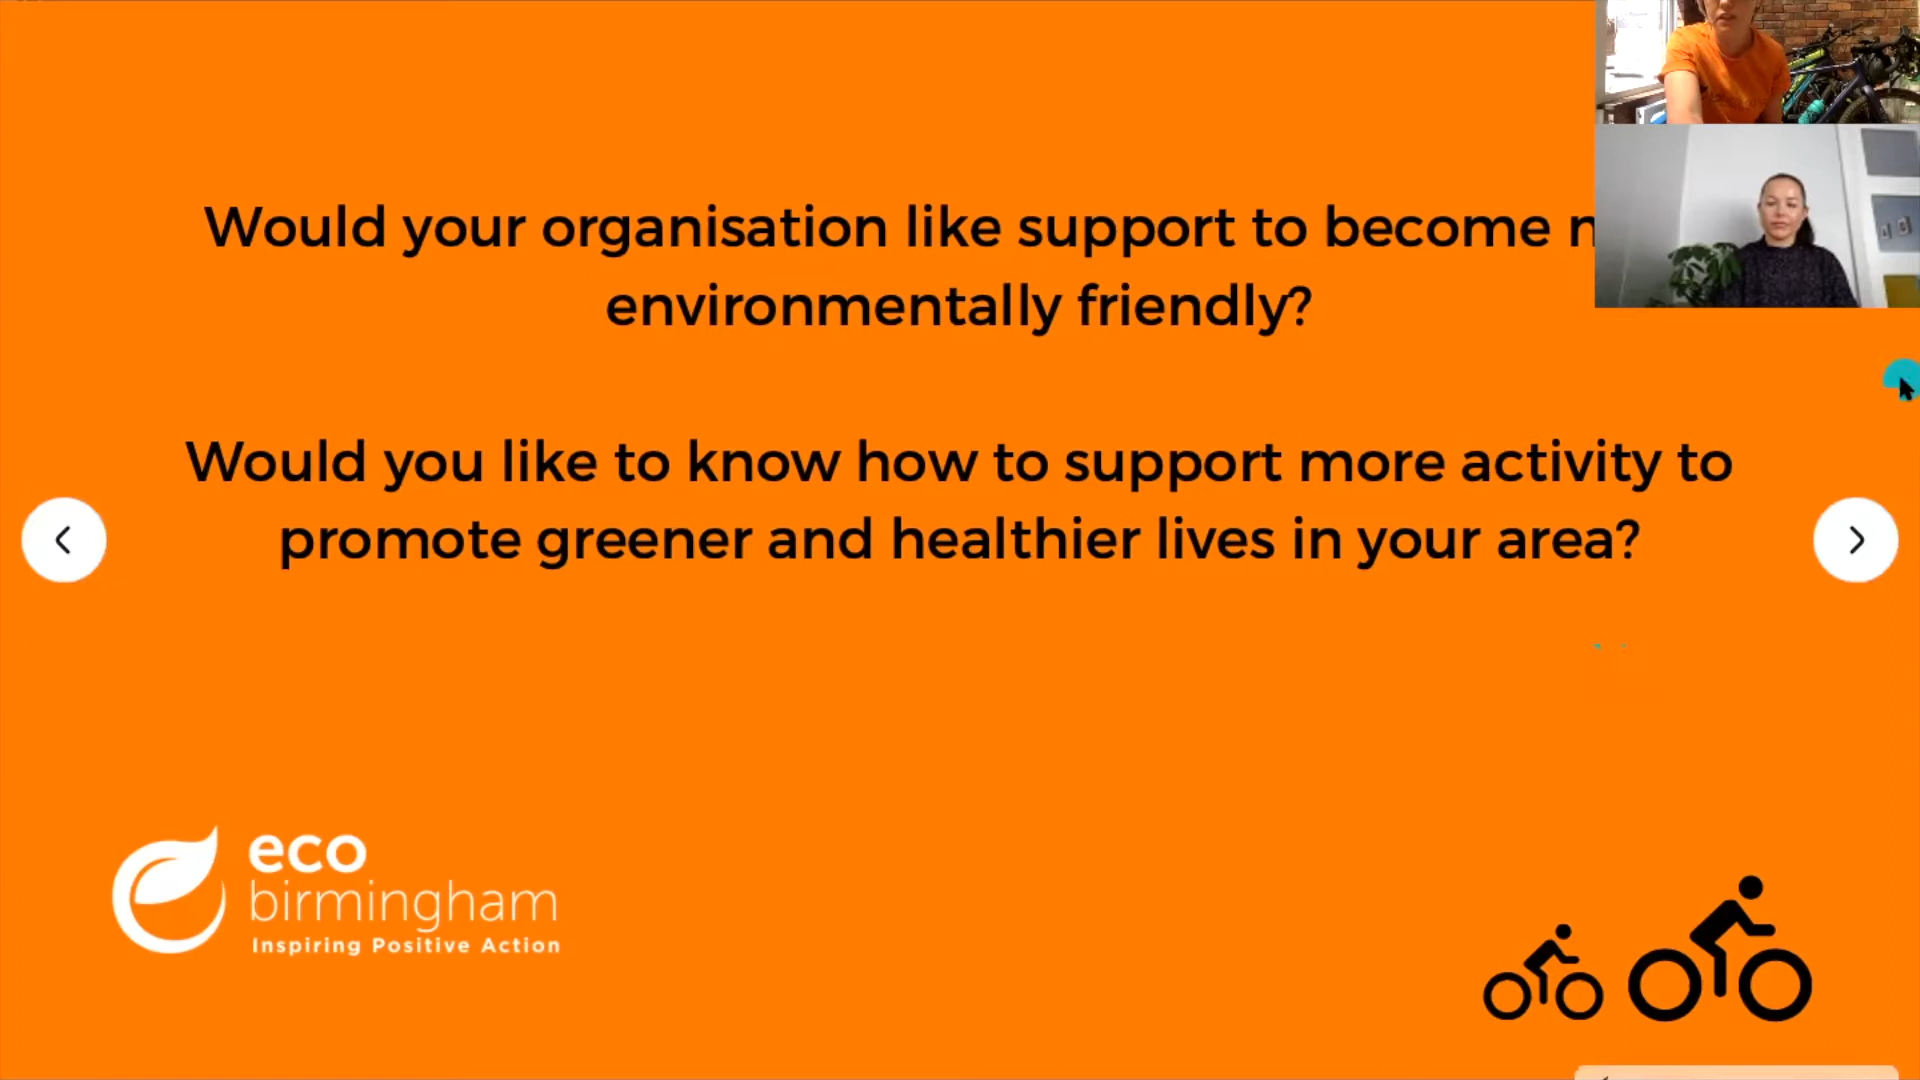 Would your organisation like support to become
environmentally friendly?
Would you like to know how to support more activity to
promote greener and healthier lives in your area?
eco
birmingham
Inspiring Positive Action